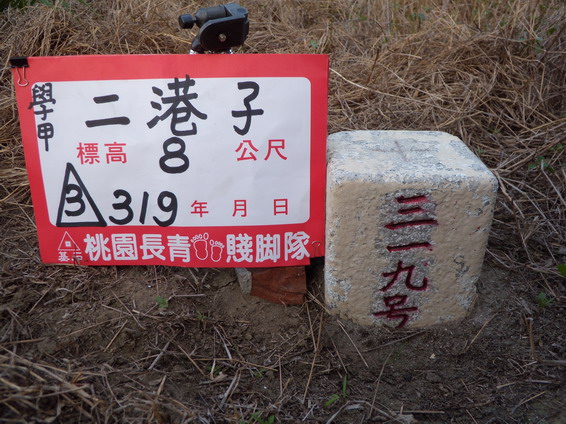 學甲
二港子
標高 8 公尺
3 319 年 月 日
基示 桃園長青 賤脚隊
三一九号